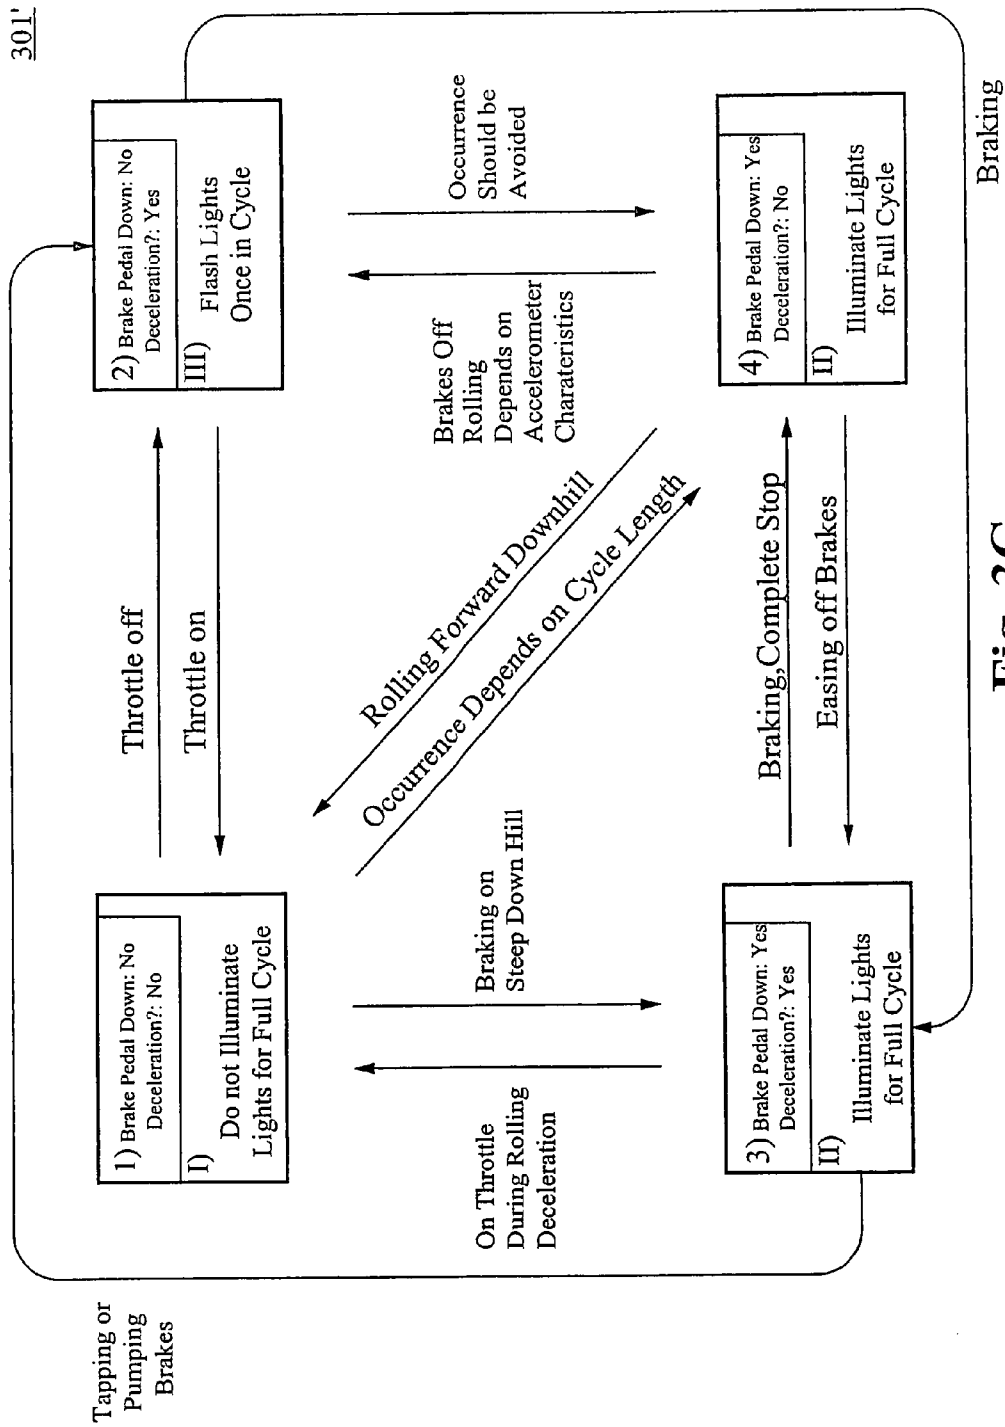 301'
Tapping or
Pumping
Brakes
1) Brake Pedal Down: No
Deceleration?: No
I)
Do not Illuminate
Lights for Full Cycle
Throttle off
Throttle on
2) Brake Pedal Down: No
Deceleration?: Yes
III)
Flash Lights
Once in Cycle
On Throttle
During Rolling
Deceleration
Braking on
Steep Down Hill
Rolling Forward Downhill
Occurrence Depends on Cycle Length
Brakes Off
Rolling
Depends on
Accelerometer
Charateristics
Occurrence
Should be
Avoided
3) Brake Pedal Down: Yes
Deceleration?: Yes
II)
Illuminate Lights
for Full Cycle
Braking,Complete Stop
Easing off Brakes
4) Brake Pedal Down: Yes
Deceleration?: No
II)
Illuminate Lights
for Full Cycle
Braking